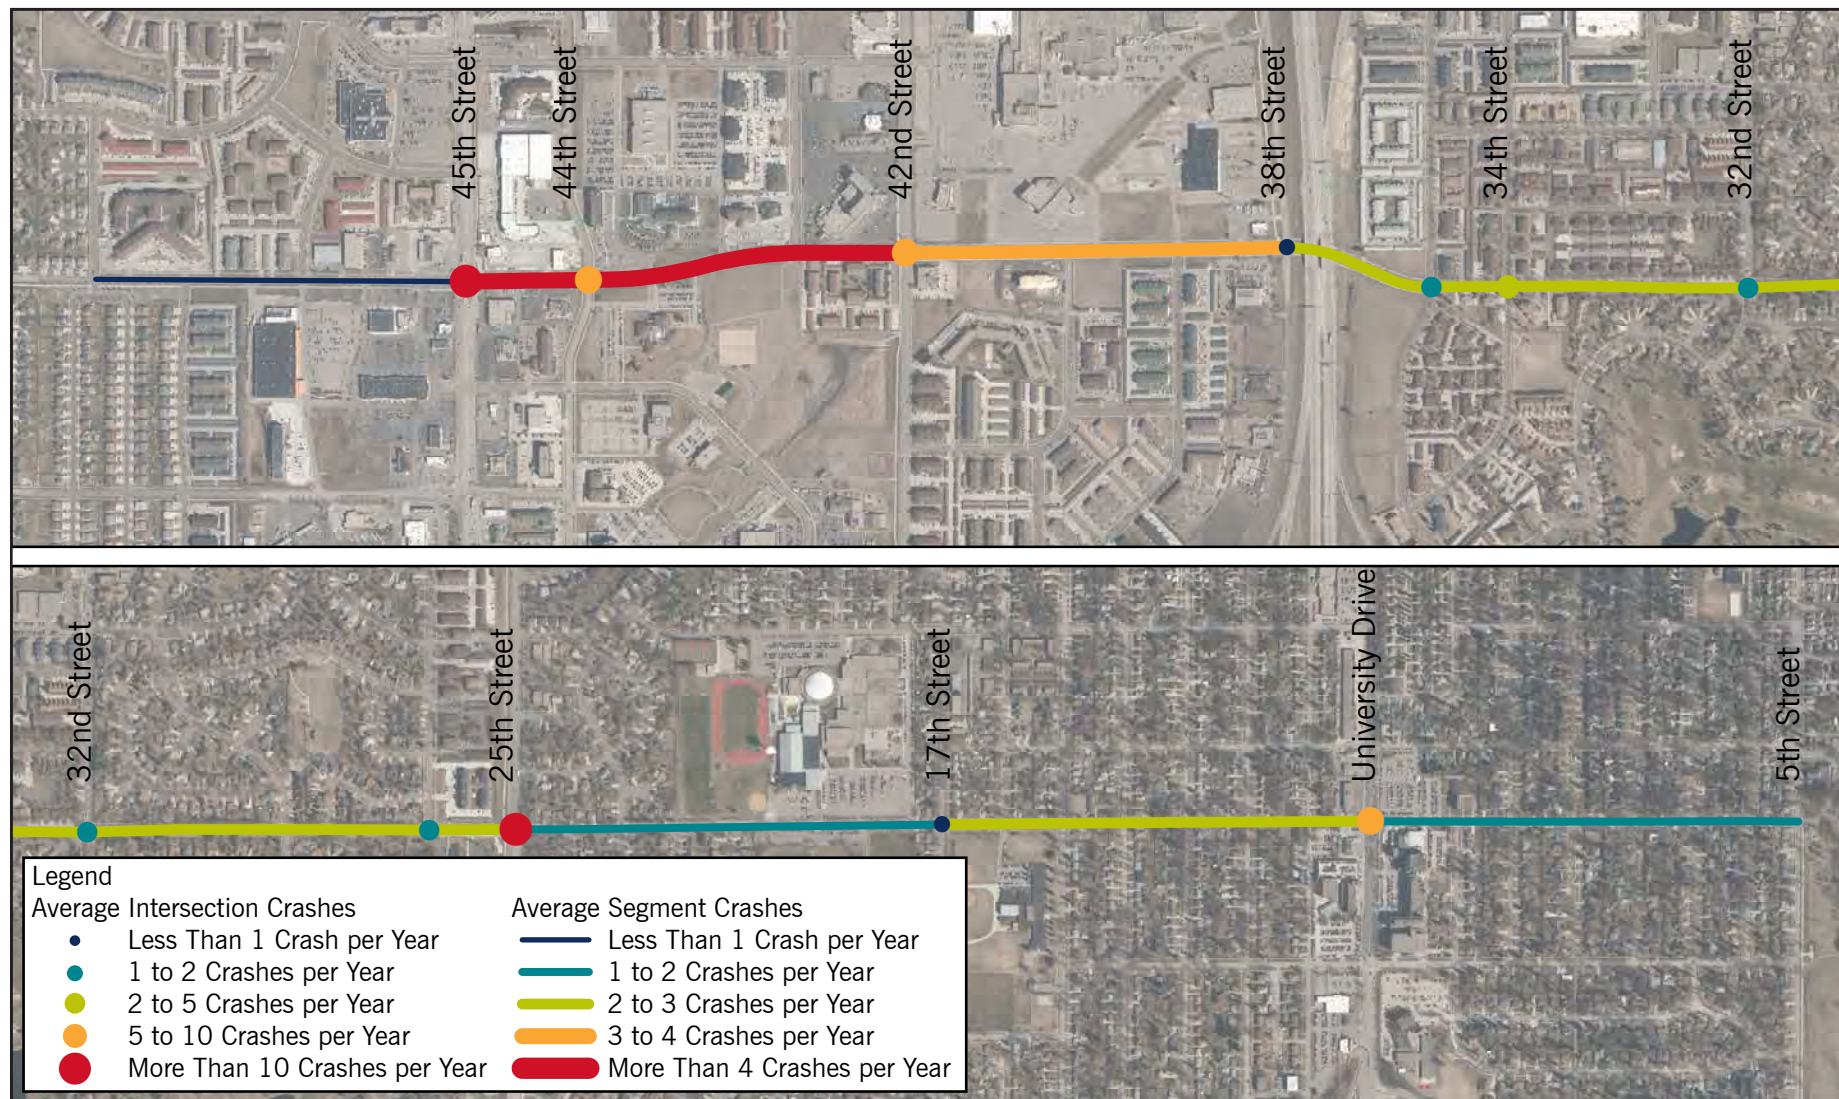 45th Street
44th Street
42nd Street
38th Street
34th Street
32nd Street
32nd Street
25th Street
17th Street
University Drive
5th Street
Legend
Average Intersection Crashes
Less Than 1 Crash per Year
1 to 2 Crashes per Year
2 to 5 Crashes per Year
5 to 10 Crashes per Year
More Than 10 Crashes per Year
Average Segment Crashes
Less Than 1 Crash per Year
1 to 2 Crashes per Year
2 to 3 Crashes per Year
3 to 4 Crashes per Year
More Than 4 Crashes per Year